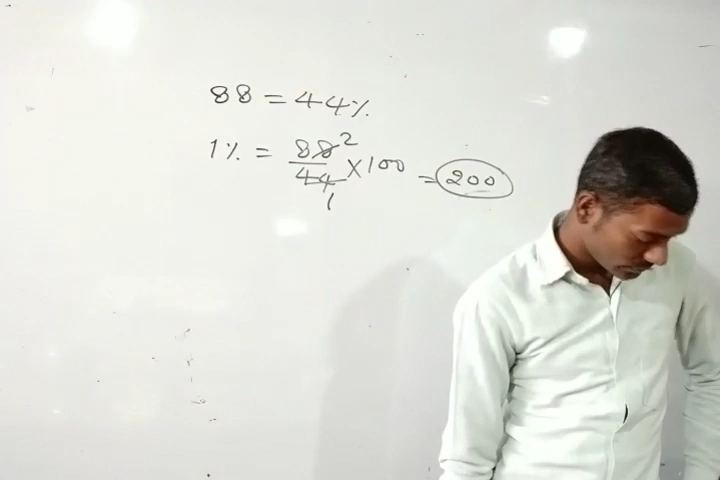 88 = 44%
1% = 88/44 2 1 × 100 = 200